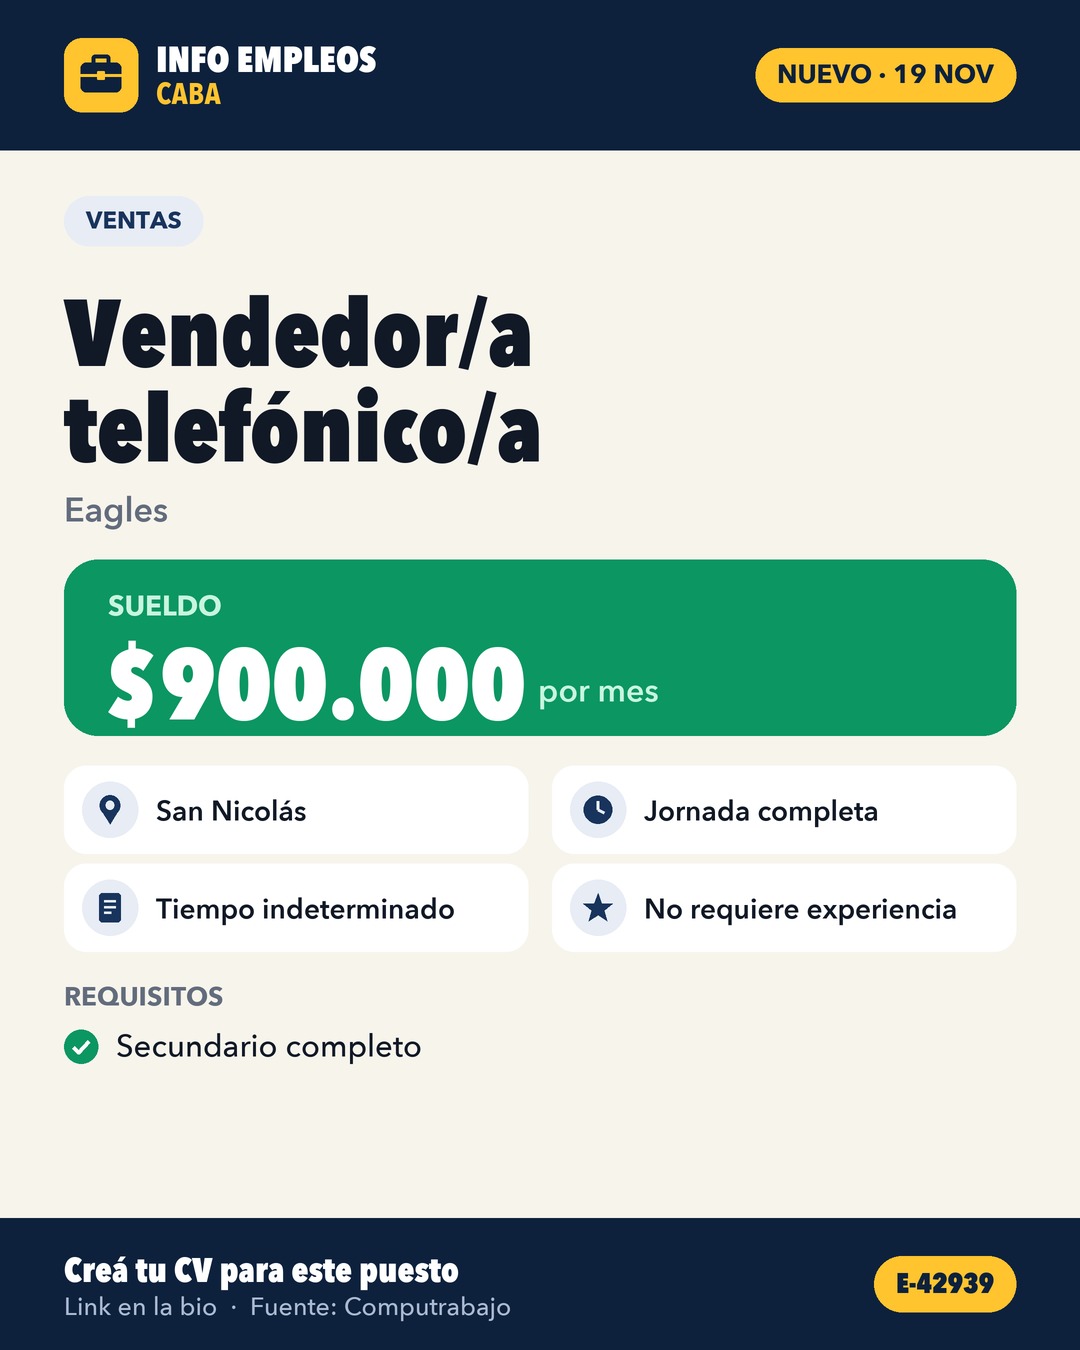 INFO EMPLEOS
CABA
NUEVO · 19 NOV
VENTAS
Vendedor/a
telefónico/a
Eagles
SUELDO
$900.000 por mes
San Nicolás
Jornada completa
Tiempo indeterminado
No requiere experiencia
REQUISITOS
Secundario completo
Creá tu CV para este puesto
Link en la bio · Fuente: Computrabajo
E-42939